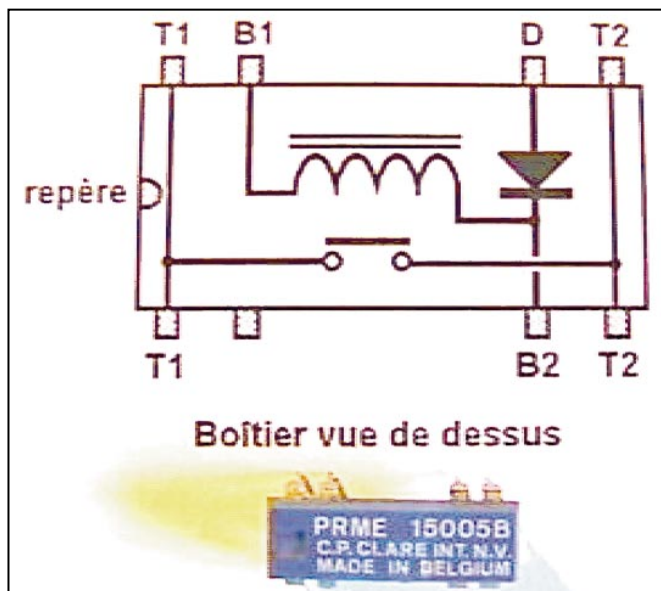 T1 B1 D T2
repère
T1 B2 T2
Boîtier vue de dessus
PRME 15005B
C.P. CLARE INT. N.V.
MADE IN BELGIUM